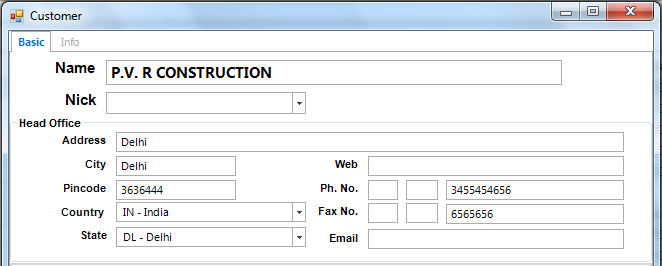 Customer
Basic Info
Name P.V. R CONSTRUCTION
Nick
Head Office
Address Delhi
City Delhi Web
Pincode 3636444 Ph. No. 3455454656
Country IN - India Fax No. 6565656
State DL - Delhi Email